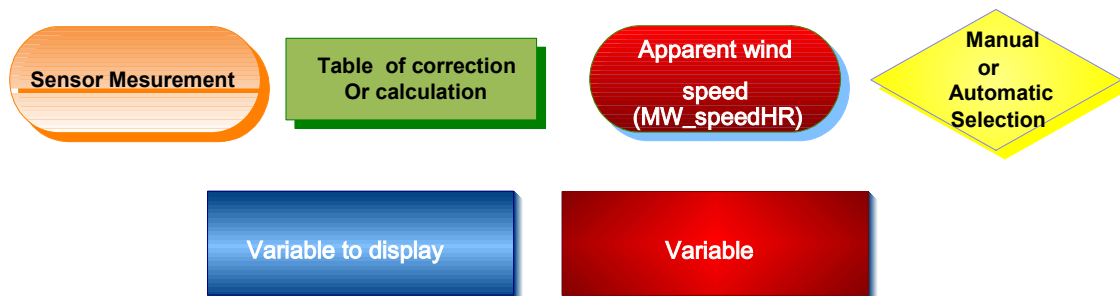 Sensor Mesurement
Table of correction
Or calculation
Apparent wind
speed
(MW_speedHR)
Manual
or
Automatic
Selection
Variable to display
Variable